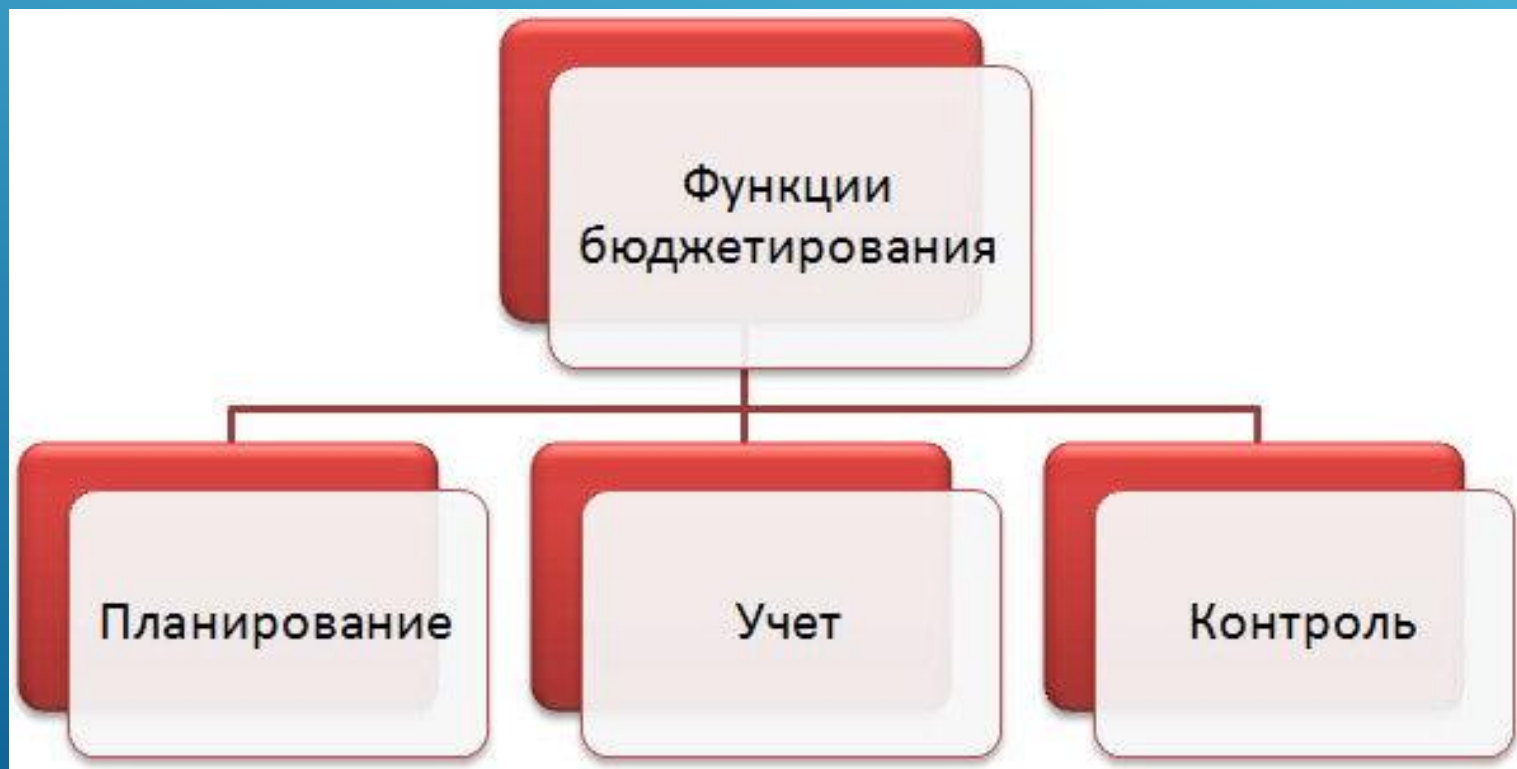 Функции
бюджетирования
Планирование
Учет
Контроль